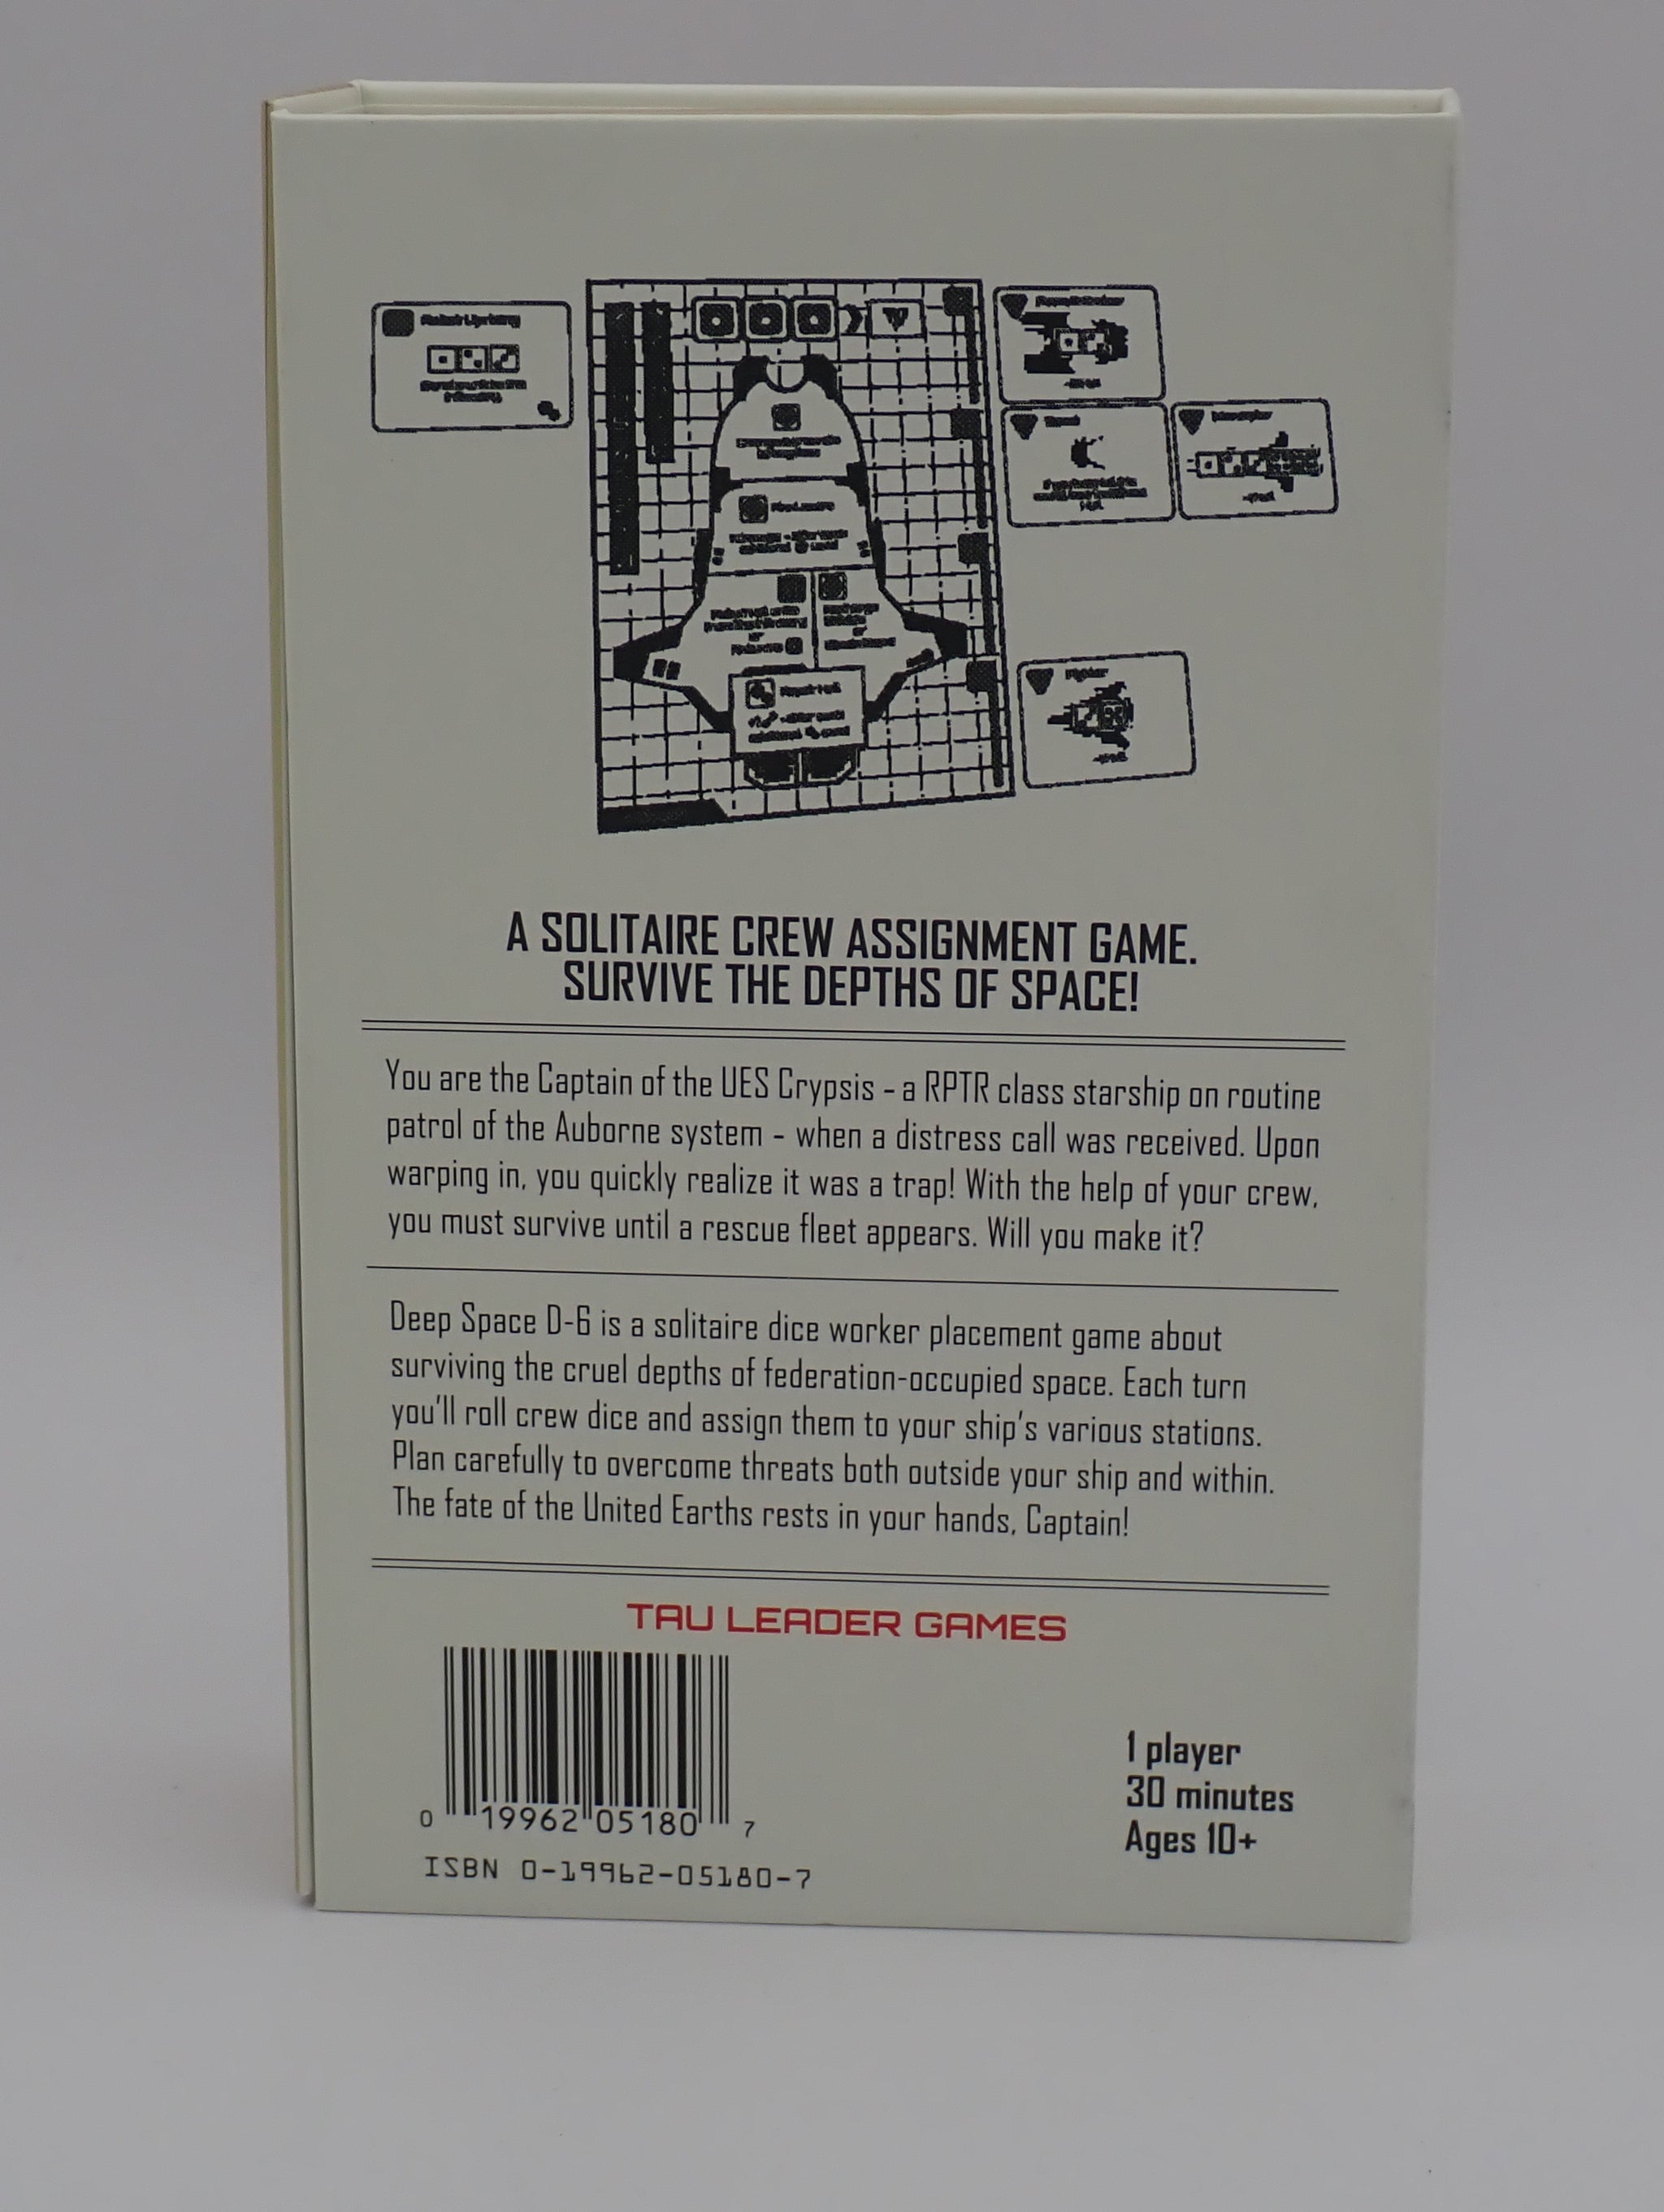 Robot Uprising
Fighter
A SOLITAIRE CREW ASSIGNMENT GAME.
SURVIVE THE DEPTHS OF SPACE!
You are the Captain of the UES Crypsis - a RPTR class starship on routine
patrol of the Auborne system - when a distress call was received. Upon
warping in, you quickly realize it was a trap! With the help of your crew,
you must survive until a rescue fleet appears. Will you make it?
Deep Space D-6 is a solitaire dice worker placement game about
surviving the cruel depths of federation-occupied space. Each turn
you'll roll crew dice and assign them to your ship's various stations.
Plan carefully to overcome threats both outside your ship and within.
The fate of the United Earths rests in your hands, Captain!
TAU LEADER GAMES
0 19962 05180 7
ISBN 0-19962-05180-7
1 player
30 minutes
Ages 10+